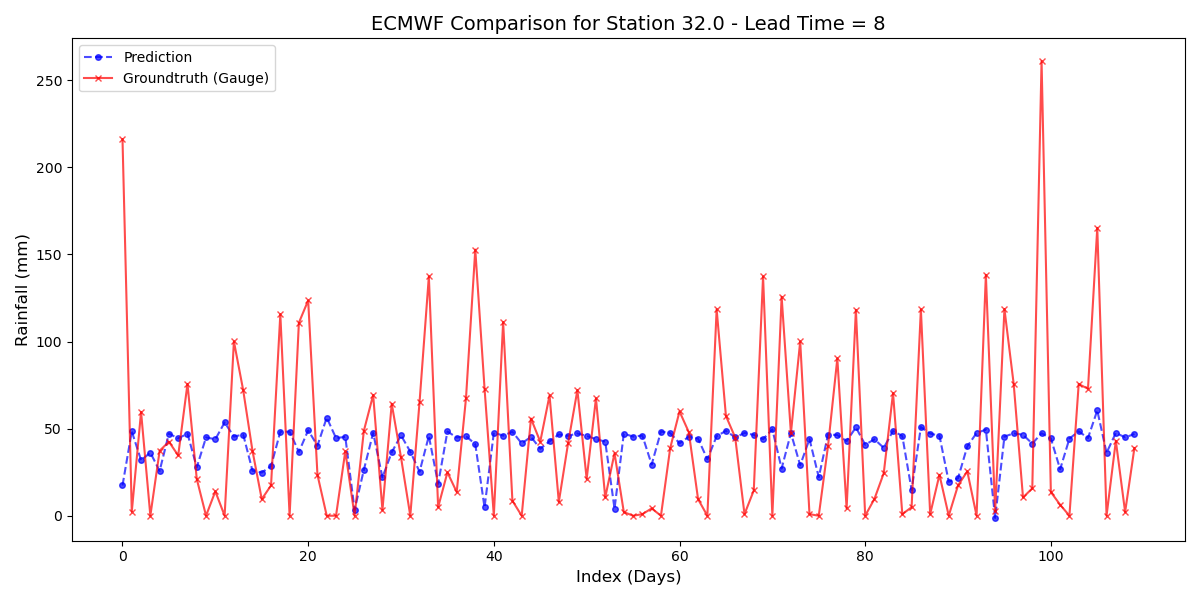 ECMWF Comparison for Station 32.0 - Lead Time = 8
Prediction
Groundtruth (Gauge)
Rainfall (mm)
250
200
150
100
50
0
0 20 40 60 80 100
Index (Days)